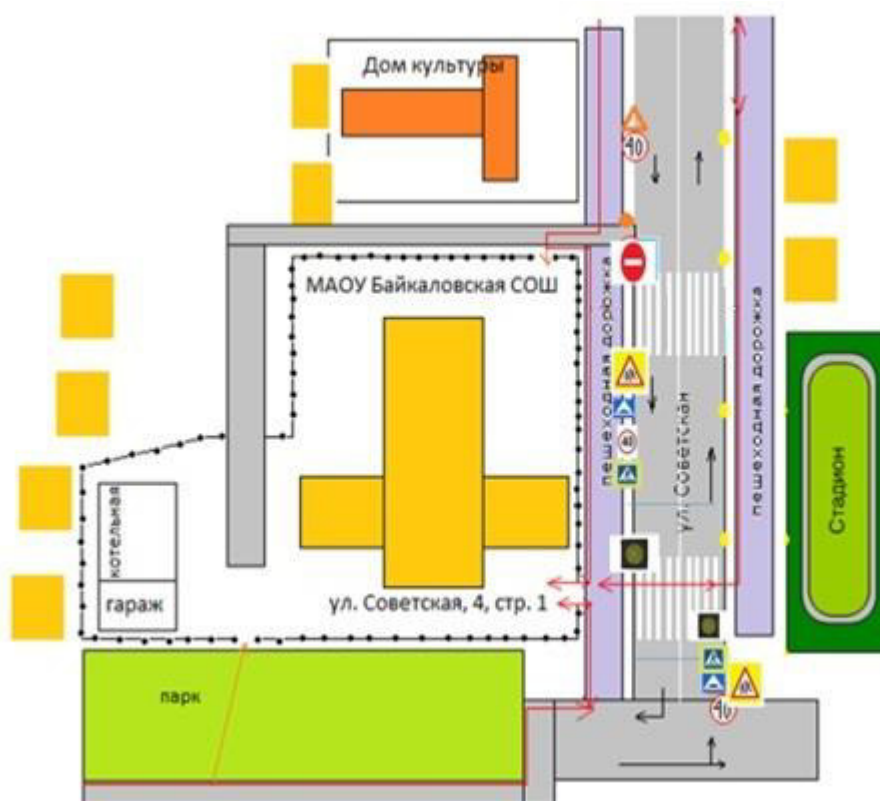 Дом культуры
40
МАОУ Байкаловская СОШ
пешеходная дорожка
пешеходная дорожка
40
ул. Советская
Стадион
котельная
гараж
ул. Советская, 4, стр. 1
парк
40